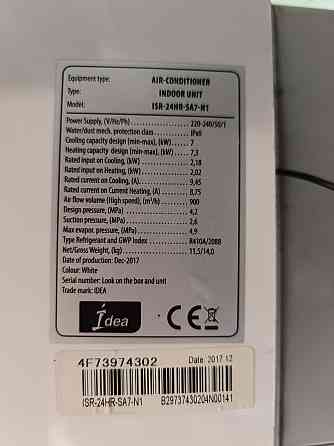 Equipment type: AIR-CONDITIONER
Type: INDOOR UNIT
Model: ISR-24HR-SA7-N1
Power Supply, (V/Hz/Ph) 220-240/50/1
Water/dust mech. protection class IPx0
Cooling capacity design (min-max), (kW) 7
Heating capacity design (min-max), (kW) 7,3
Rated input on Cooling, (kW) 2,18
Rated input on Heating, (kW) 2,02
Rated current on Cooling, (A) 9,45
Rated current on Current Heating, (A) 8,75
Air flow volume (High speed), (m³/h) 900
Design pressure, (MPa) 4,2
Suction pressure, (MPa) 2,6
Max evapor. pressure, (MPa) 4,9
Type Refrigerant and GWP Index R410A/2088
Net/Gross Weight, (kg) 11,5/14,0
Date of production: Dec-2017
Colour: White
Serial number: Look on the box and unit
Trade mark: IDEA
Idea CE
4F73974302 Date: 2017.12
ISR-24HR-SA7-N1 B29737430204N00141